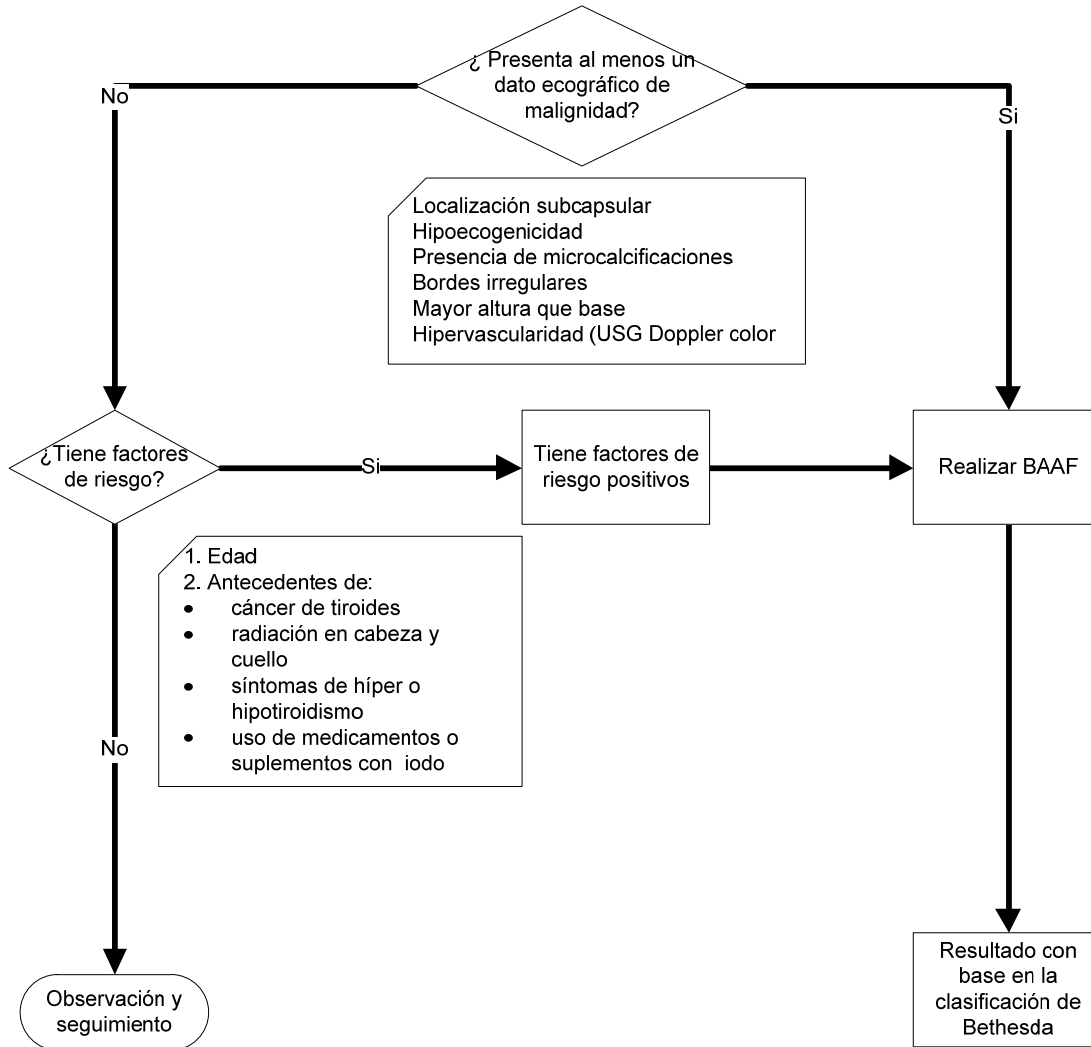 ¿ Presenta al menos un
dato ecográfico de
malignidad?
No
Si
Localización subcapsular
Hipoecogenicidad
Presencia de microcalcificaciones
Bordes irregulares
Mayor altura que base
Hipervascularidad (USG Doppler color
¿Tiene factores
de riesgo?
Si
Tiene factores de
riesgo positivos
Realizar BAAF
1. Edad
2. Antecedentes de:
• cáncer de tiroides
• radiación en cabeza y
cuello
• síntomas de híper o
hipotiroidismo
• uso de medicamentos o
suplementos con iodo
No
Observación y
seguimiento
Resultado con
base en la
clasificación de
Bethesda